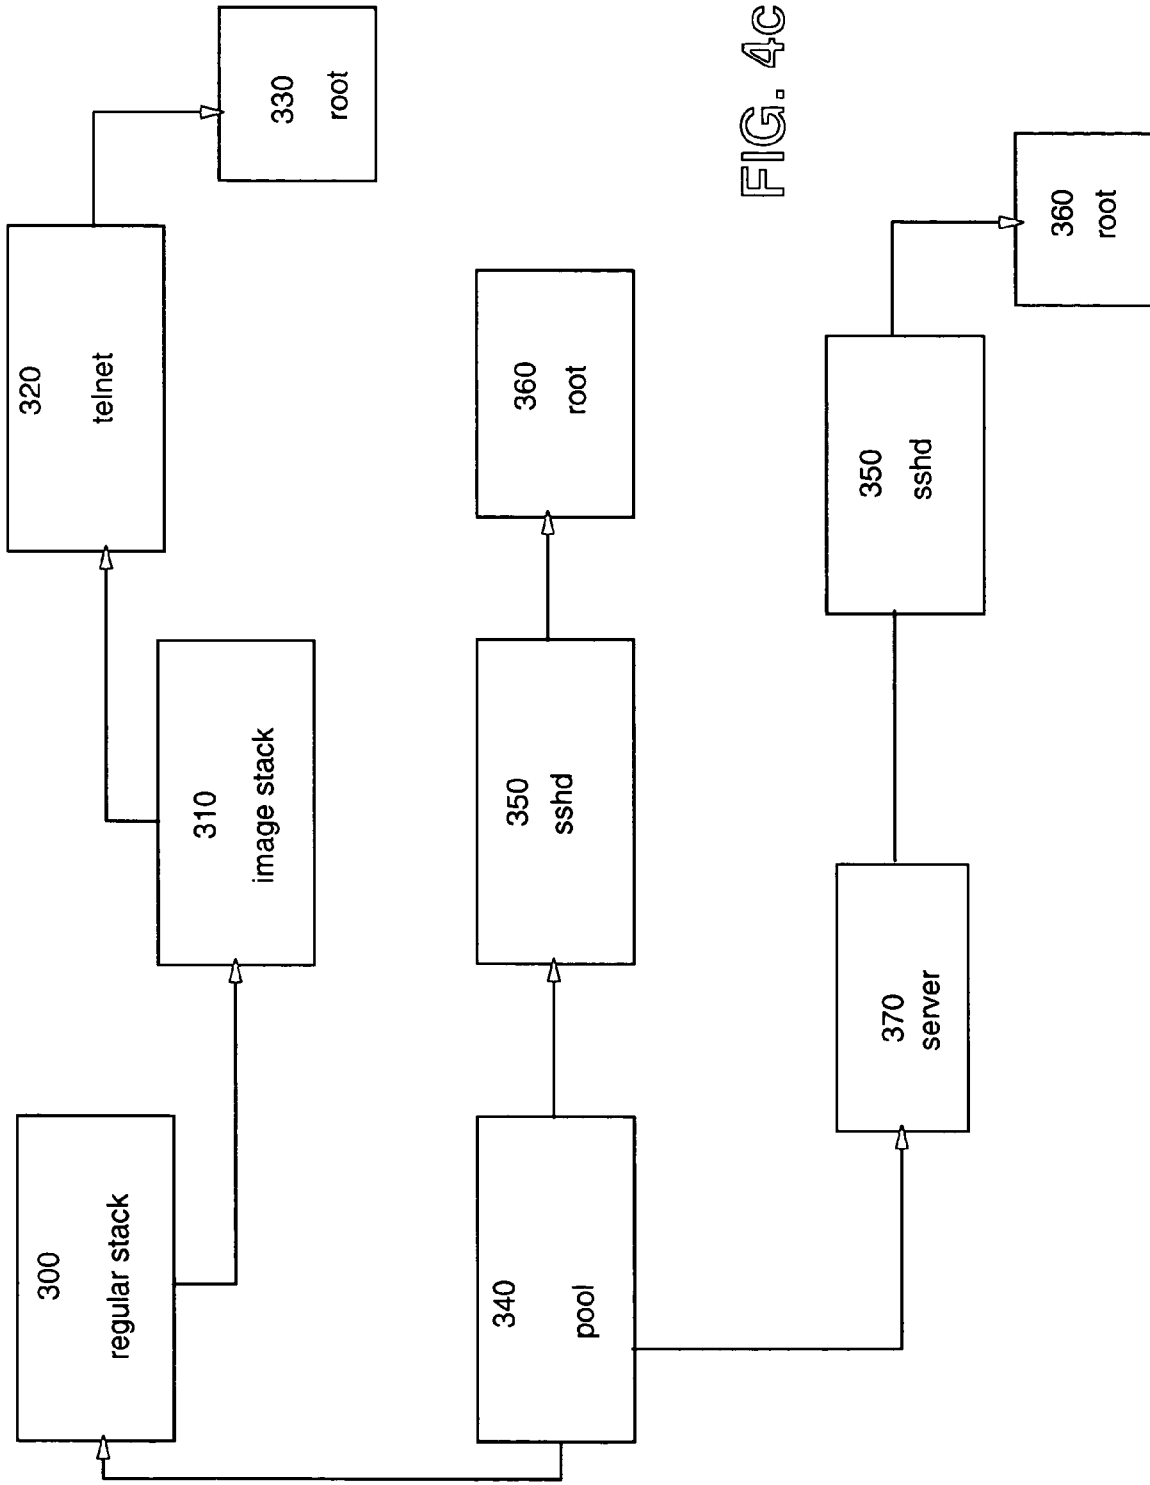 300
regular stack
310
image stack
320
telnet
330
root
340
pool
350
sshd
360
root
370
server
350
sshd
360
root
FIG. 4c